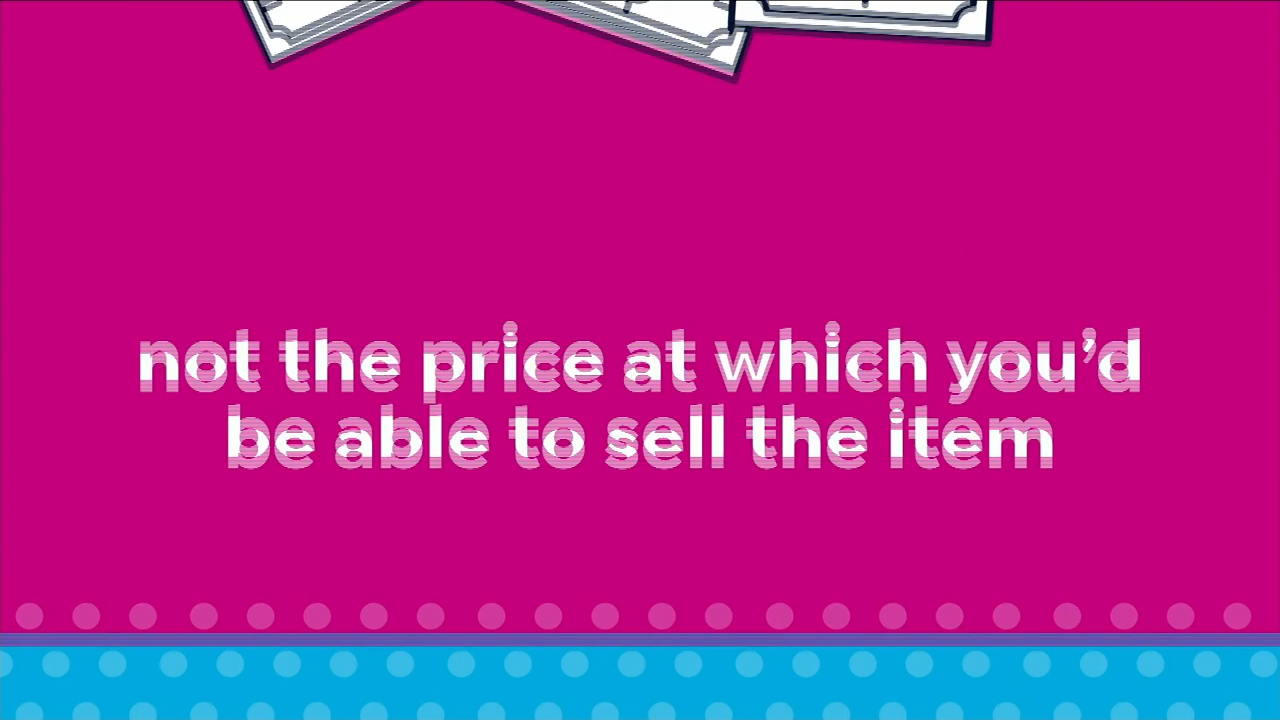 not the price at which you’d
be able to sell the item